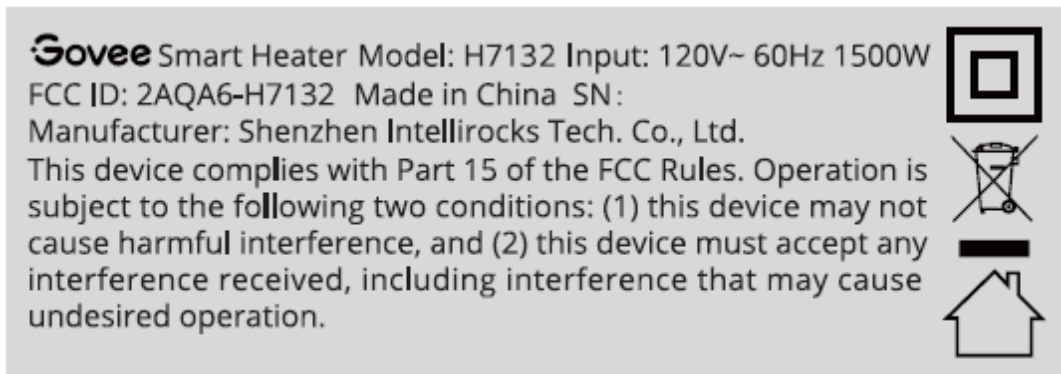 Govee Smart Heater Model: H7132 Input: 120V~ 60Hz 1500W
FCC ID: 2AQA6-H7132 Made in China SN:
Manufacturer: Shenzhen Intellirocks Tech. Co., Ltd.
This device complies with Part 15 of the FCC Rules. Operation is
subject to the following two conditions: (1) this device may not
cause harmful interference, and (2) this device must accept any
interference received, including interference that may cause
undesired operation.